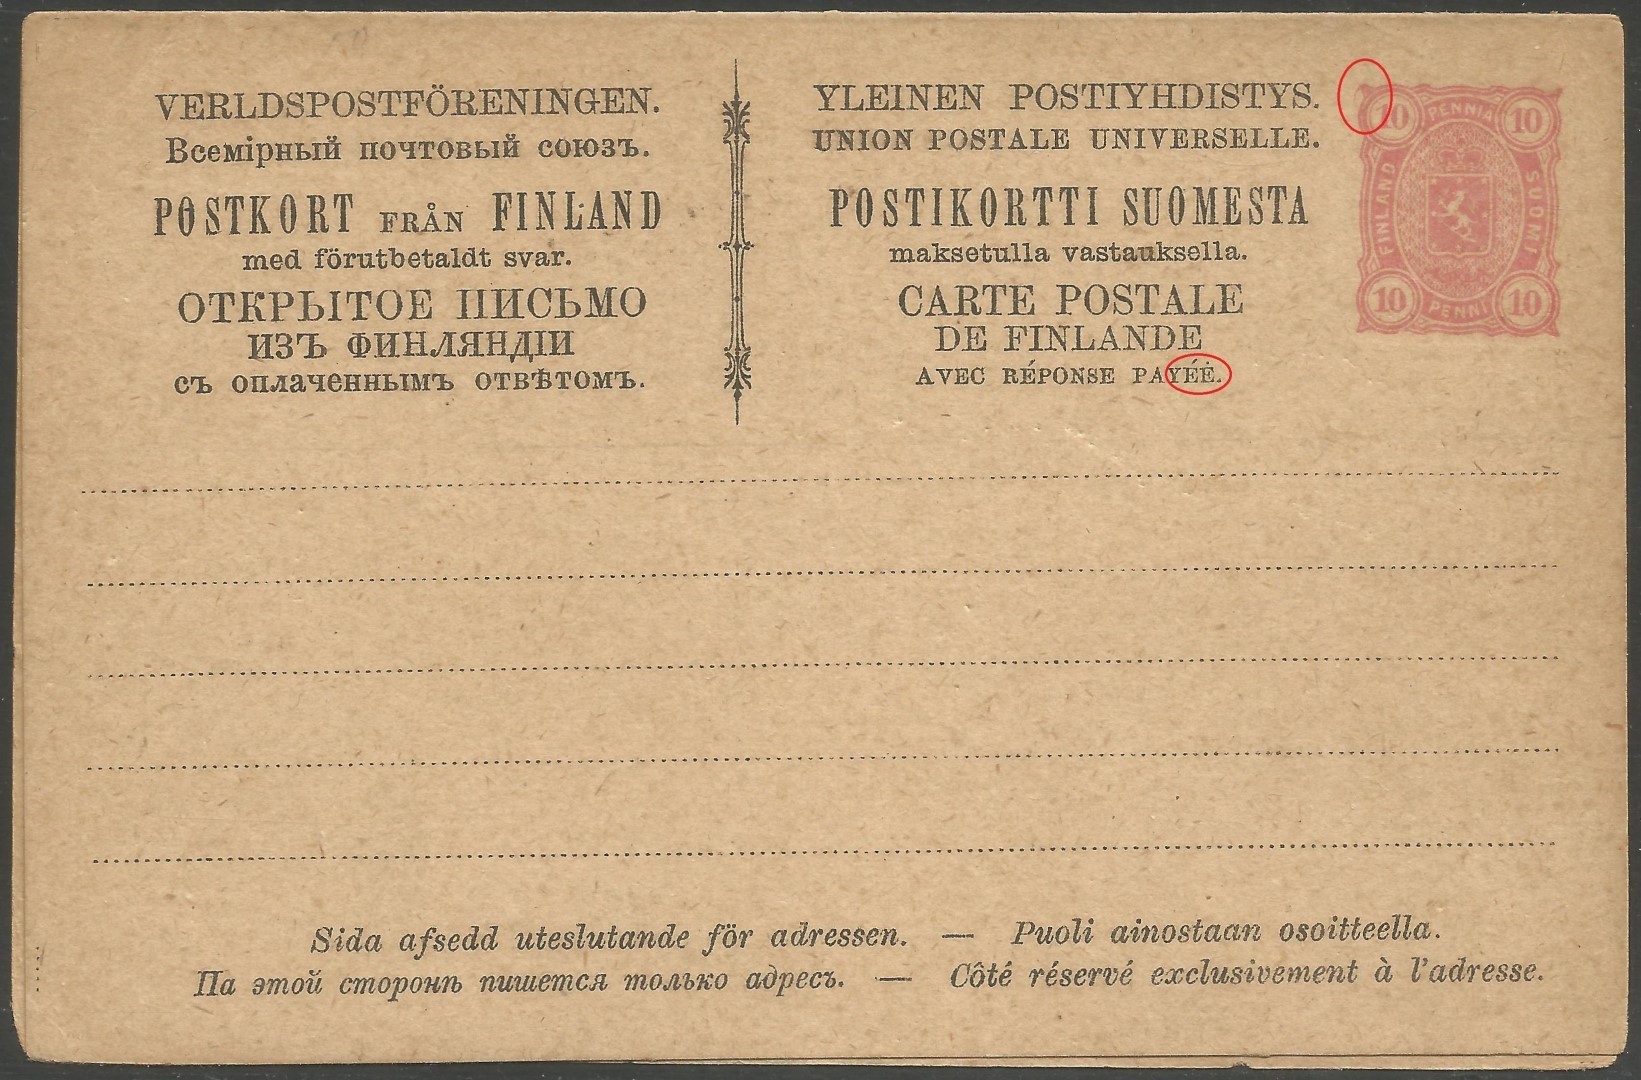 VERLDSPOSTFÖRENINGEN.
Всемірный почтовый союзъ.
POSTKORT FRÅN FINLAND
med förutbetaldt svar.
ОТКРЫТОЕ ПИСЬМО
ИЗЪ ФИНЛЯНДІИ
съ оплаченнымъ отвѣтомъ.
YLEINEN POSTIYHDISTYS.
UNION POSTALE UNIVERSELLE.
POSTIKORTTI SUOMESTA
maksetulla vastauksella.
CARTE POSTALE
DE FINLANDE
AVEC RÉPONSE PAYÉÉ.
10 PENNIÄ 10
FINLAND SUOMI
10 PENNI 10
Sida afsedd uteslutande för adressen. — Puoli ainostaan osoitteella.
Па этой сторонѣ пишется только адресъ. — Côté réservé exclusivement à l'adresse.